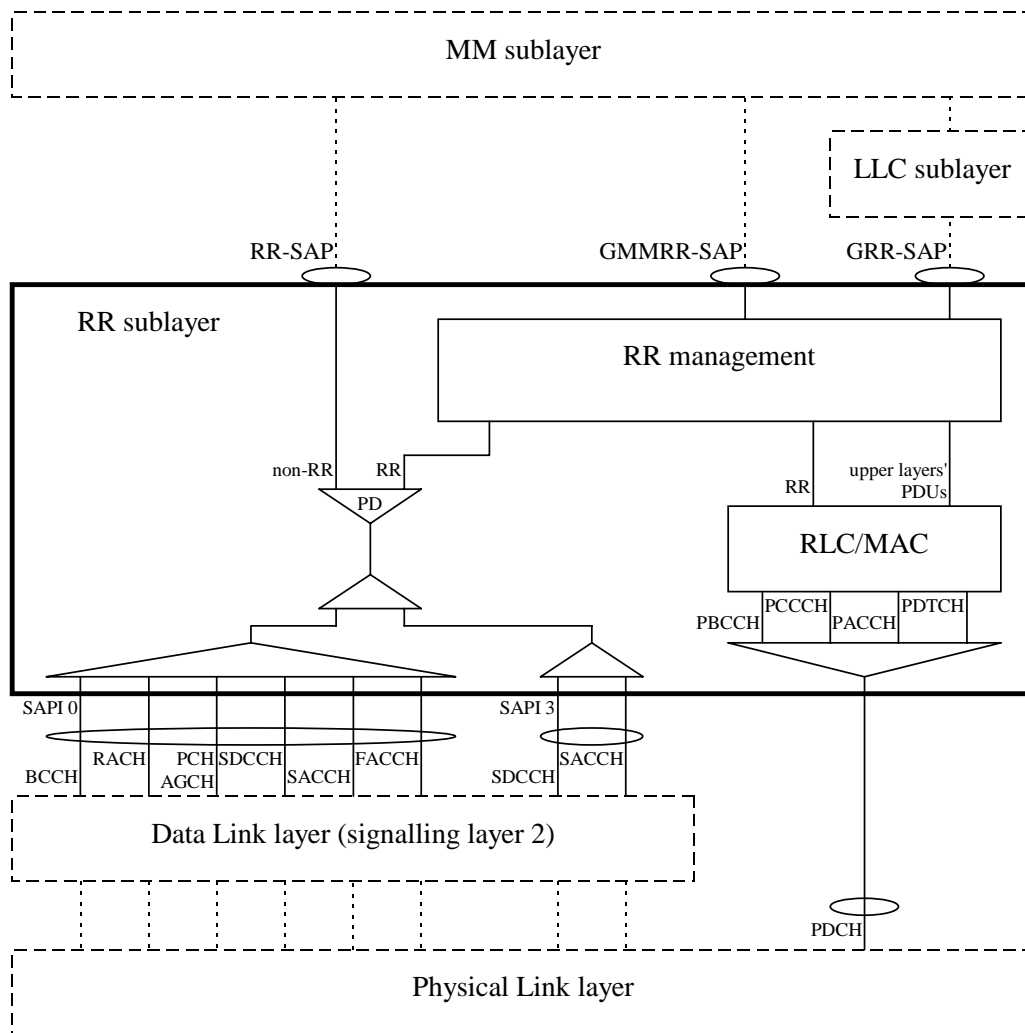 MM sublayer
LLC sublayer
RR-SAP
GMMRR-SAP
GRR-SAP
RR sublayer
RR management
non-RR
RR
PD
RR
upper layers'
PDUs
RLC/MAC
PBCCH
PCCCH
PACCH
PDTCH
SAPI 0
SAPI 3
BCCH
RACH
PCH
AGCH
SDCCH
SACCH
FACCH
SDCCH
SACCH
Data Link layer (signalling layer 2)
PDCH
Physical Link layer